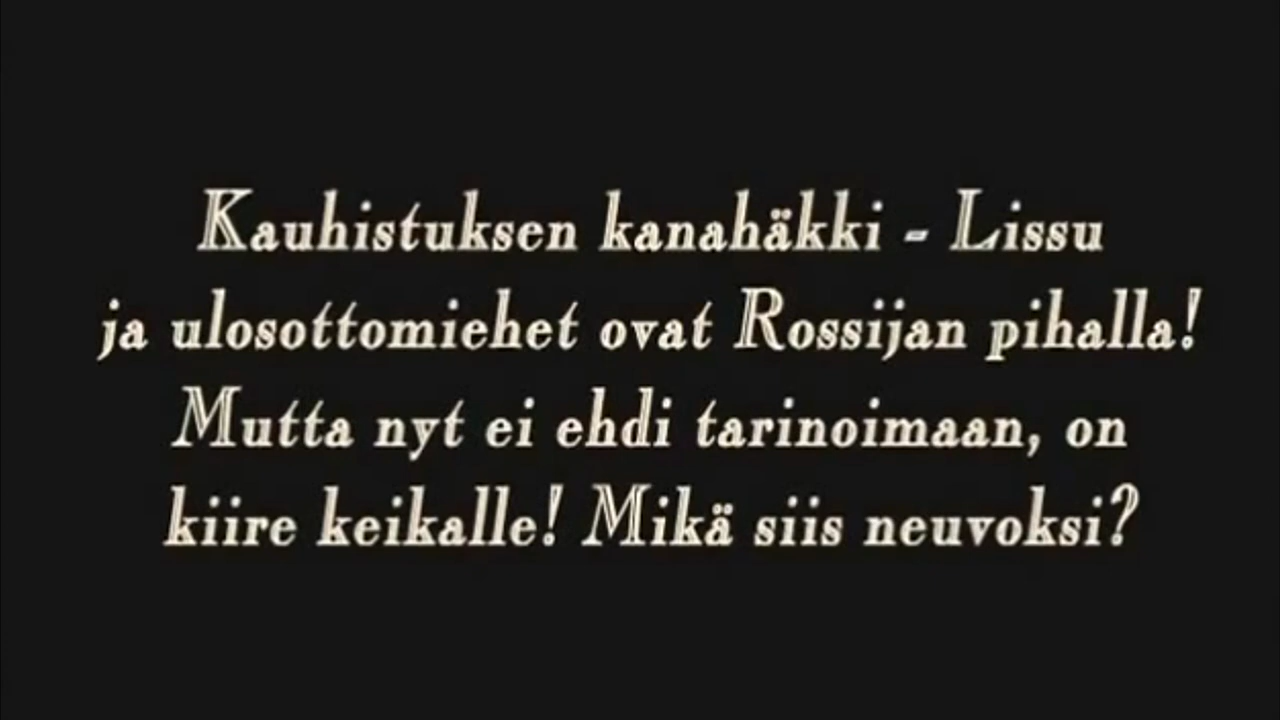 Kauhistuksen kanahäkki - Lissu
ja ulosottomiehet ovat Rossijan pihalla!
Mutta nyt ei ehdi tarinoimaan, on
kiire keikalle! Mikä siis neuvoksi?